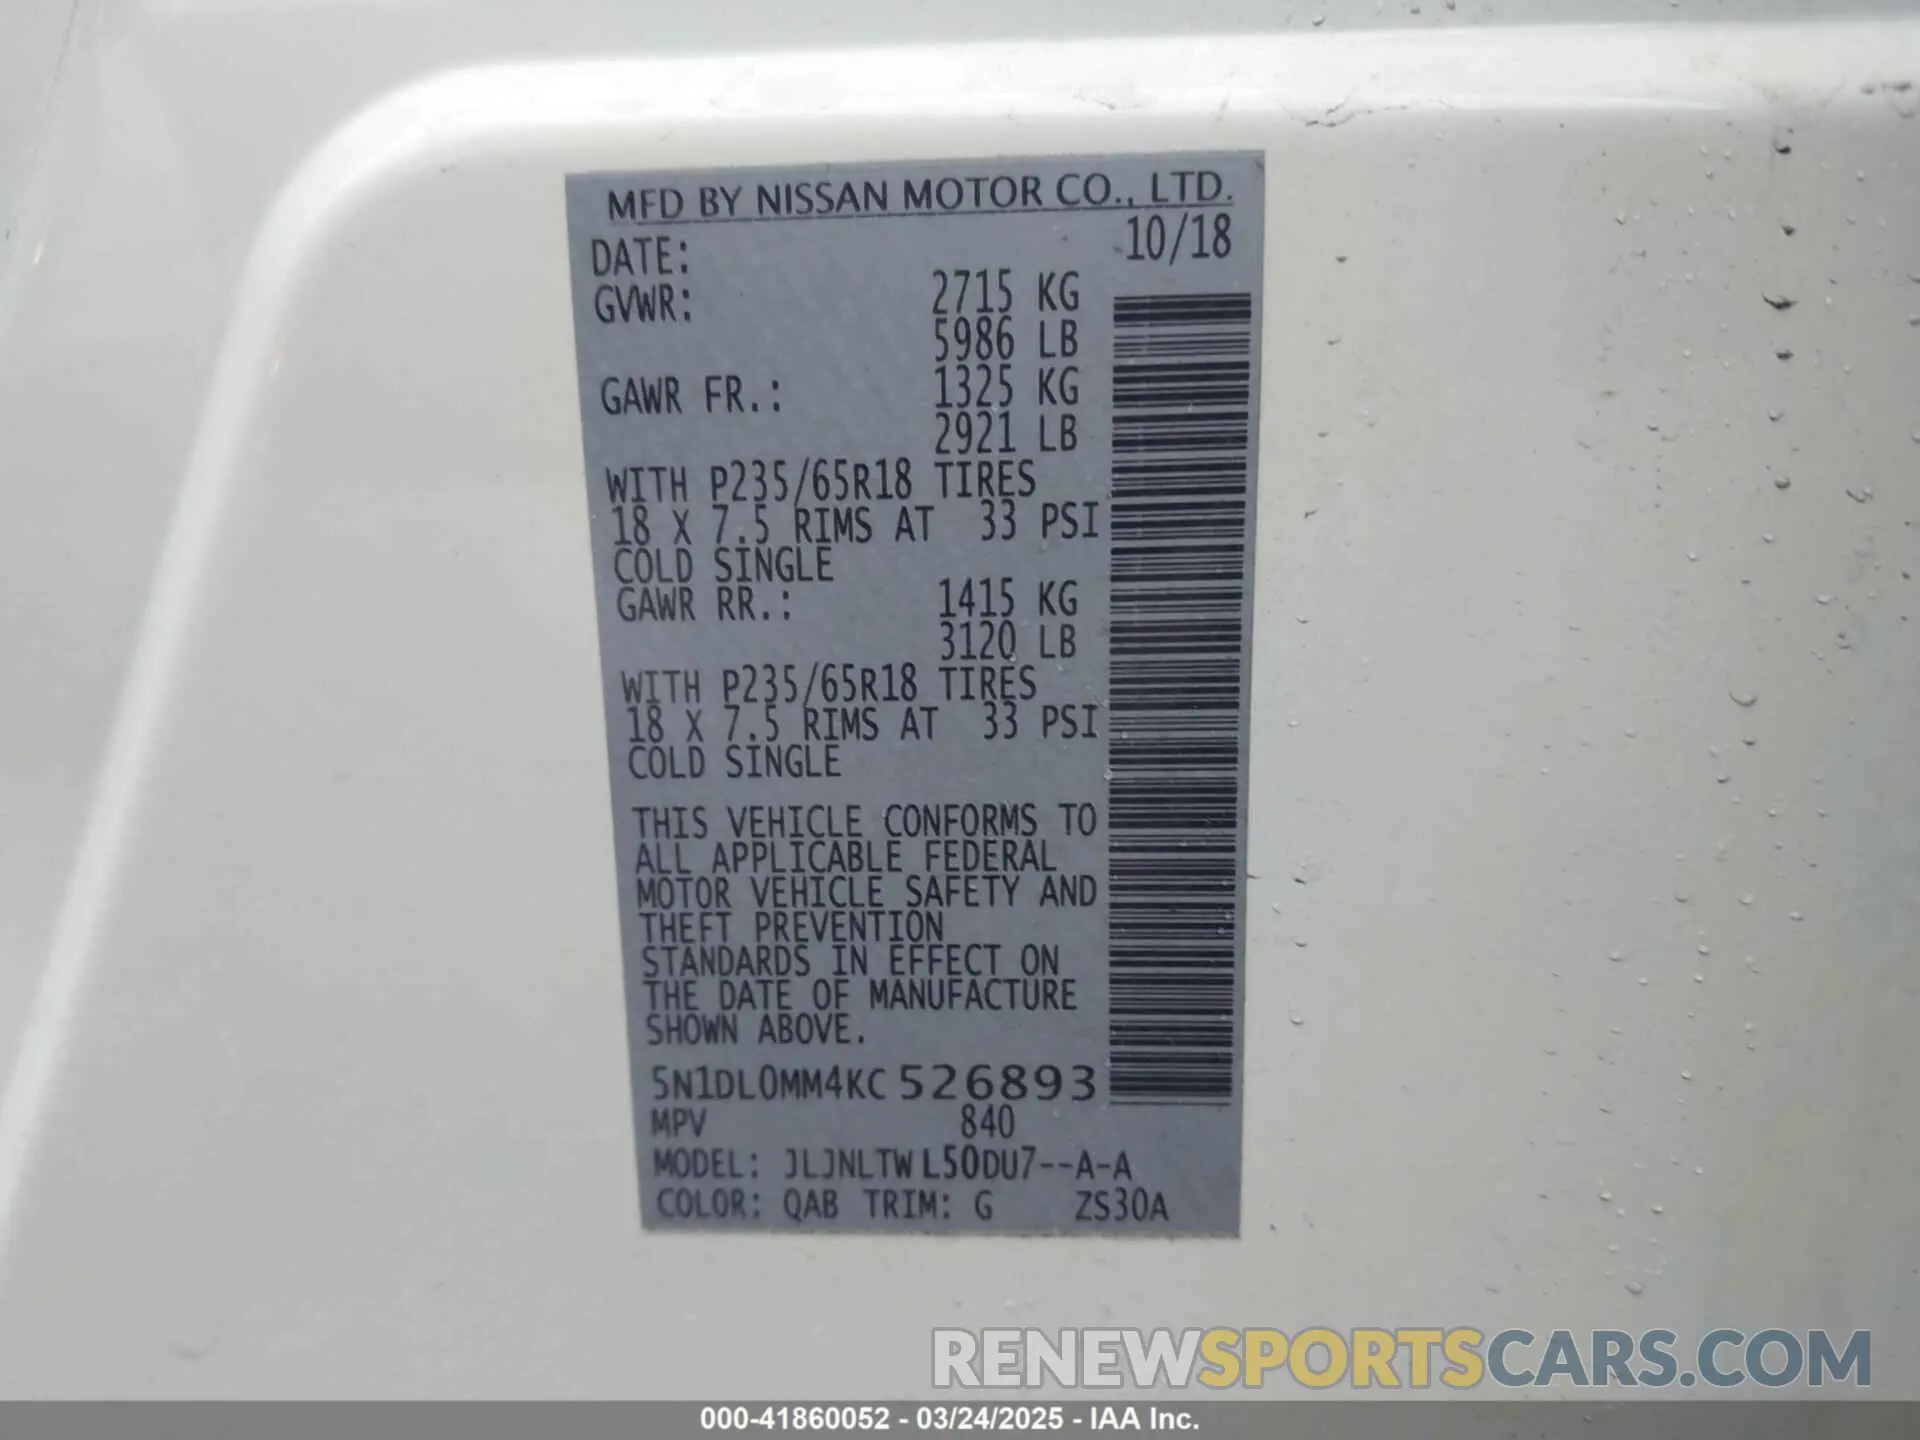 MFD BY NISSAN MOTOR CO., LTD.
DATE: 10/18
GVWR: 2715 KG
5986 LB
GAWR FR.: 1325 KG
2921 LB
WITH P235/65R18 TIRES
18 X 7.5 RIMS AT 33 PSI
COLD SINGLE
GAWR RR.: 1415 KG
3120 LB
WITH P235/65R18 TIRES
18 X 7.5 RIMS AT 33 PSI
COLD SINGLE
THIS VEHICLE CONFORMS TO
ALL APPLICABLE FEDERAL
MOTOR VEHICLE SAFETY AND
THEFT PREVENTION
STANDARDS IN EFFECT ON
THE DATE OF MANUFACTURE
SHOWN ABOVE.
5N1DL0MM4KC526893
MPV 840
MODEL: JLJNLTWL50DU7--A-A
COLOR: QAB TRIM: G ZS30A
RENEWSPORTSCARS.COM
000-41860052 - 03/24/2025 - IAA Inc.